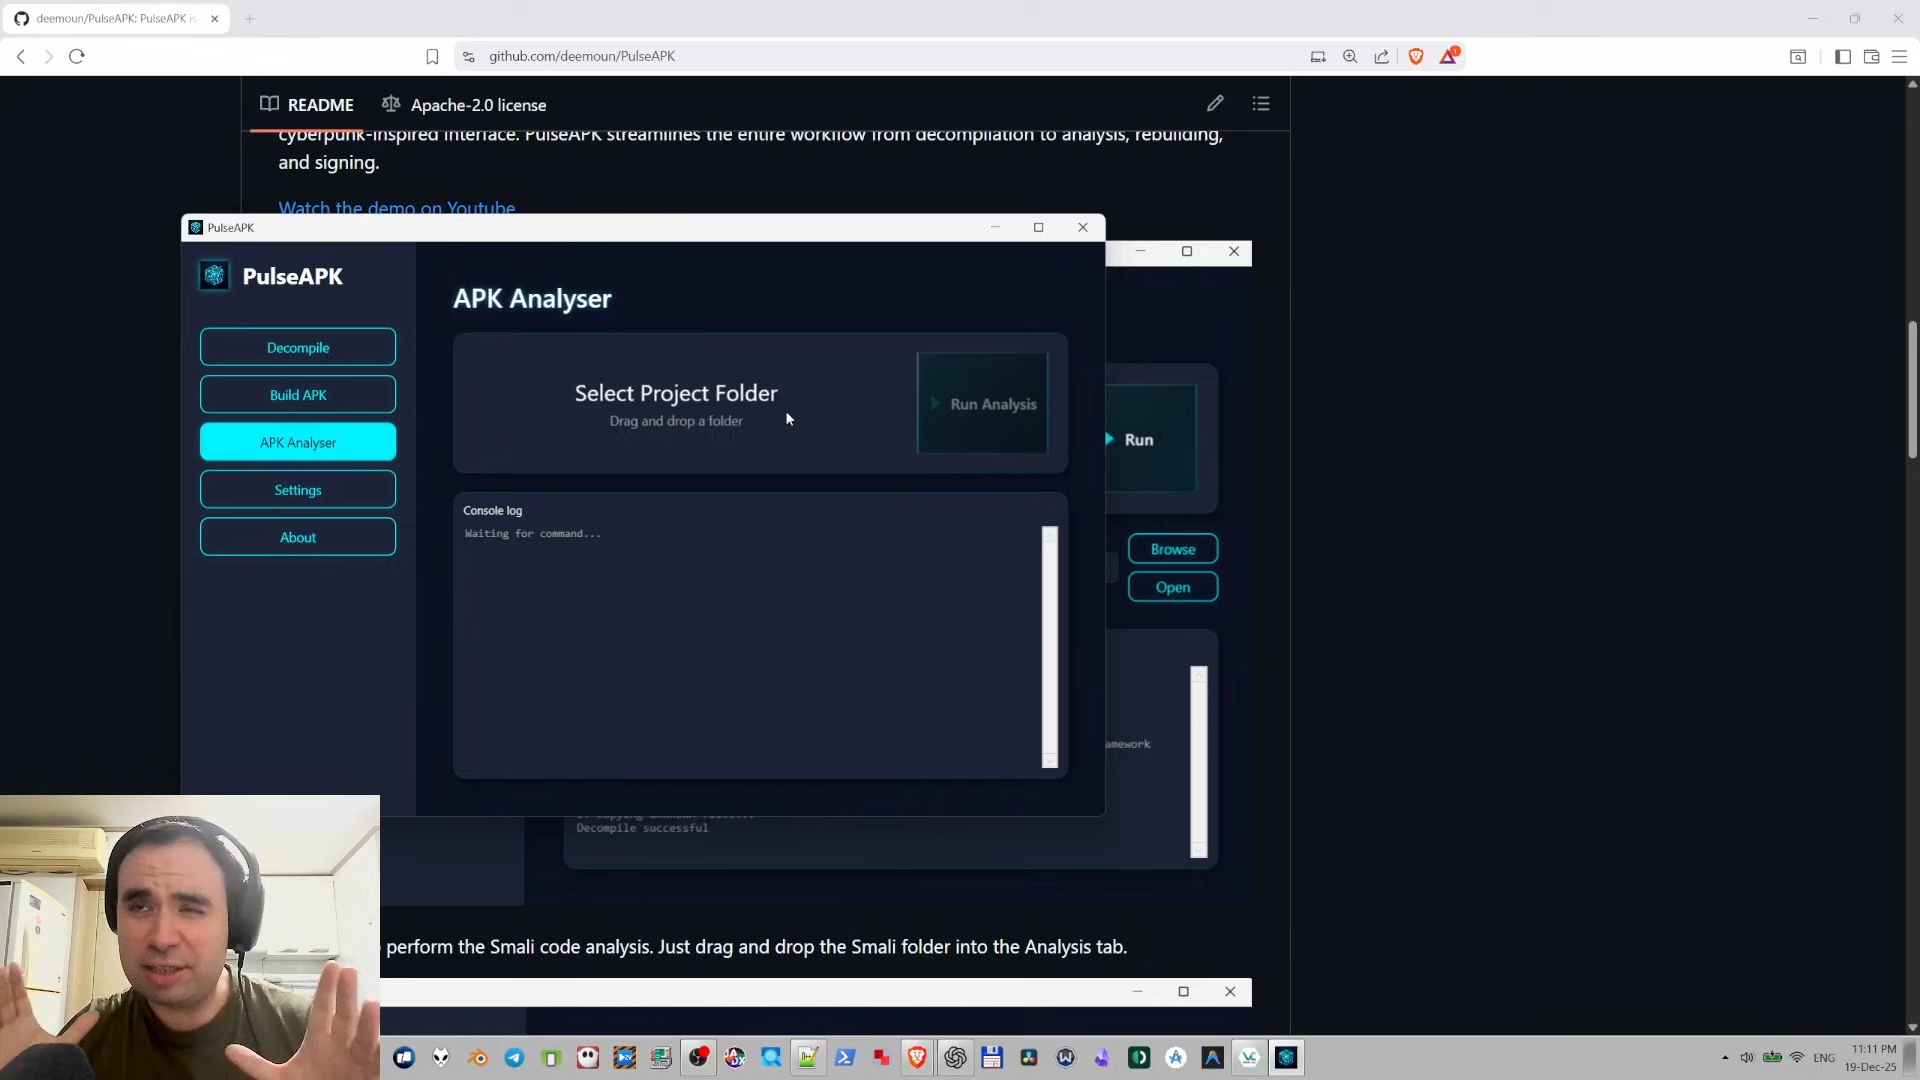 deemoun/PulseAPK: PulseAPK is
github.com/deemoun/PulseAPK
README
Apache-2.0 license
cyberpunk-inspired interface. PulseAPK streamlines the entire workflow from decompilation to analysis, rebuilding,
and signing.
Watch the demo on Youtube
PulseAPK
PulseAPK
Decompile
Build APK
APK Analyser
Settings
About
APK Analyser
Select Project Folder
Drag and drop a folder
Run Analysis
Console log
Waiting for command...
Run
Browse
Open
amework
Decompile successful
perform the Smali code analysis. Just drag and drop the Smali folder into the Analysis tab.
ENG
11:11 PM
19-Dec-25